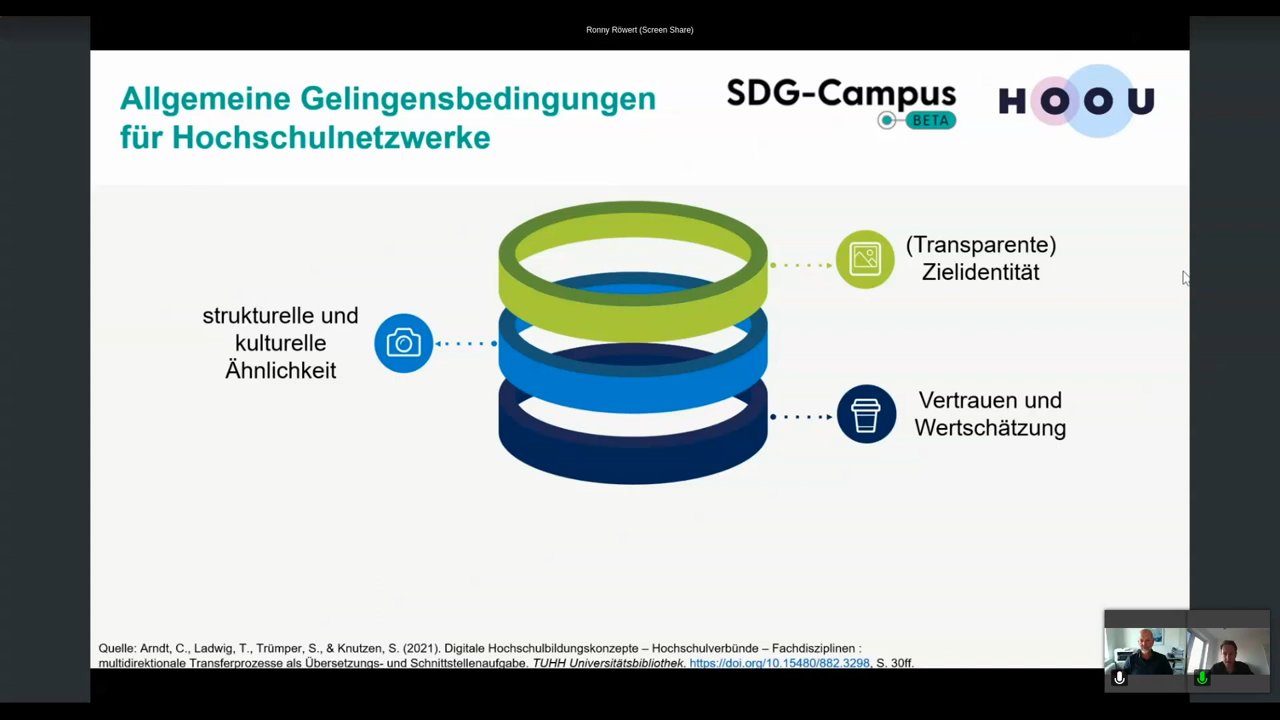 Ronny Röwert (Screen Share)
Allgemeine Gelingensbedingungen
für Hochschulnetzwerke
SDG-Campus
BETA
HOOU
(Transparente)
Zielidentität
strukturelle und
kulturelle
Ähnlichkeit
Vertrauen und
Wertschätzung
Quelle: Arndt, C., Ladwig, T., Trümper, S., & Knutzen, S. (2021). Digitale Hochschulbildungskonzepte – Hochschulverbünde – Fachdisziplinen :
multidirektionale Transferprozesse als Übersetzungs- und Schnittstellenaufgabe. TUHH Universitätsbibliothek. https://doi.org/10.15480/882.3298, S. 30ff.